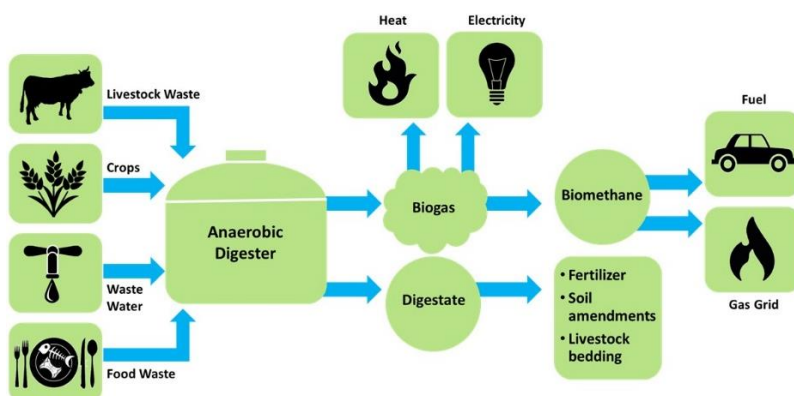 Heat
Electricity
Livestock Waste
Crops
Waste
Water
Food Waste
Anaerobic
Digester
Biogas
Digestate
Biomethane
• Fertilizer
• Soil
amendments
• Livestock
bedding
Fuel
Gas Grid